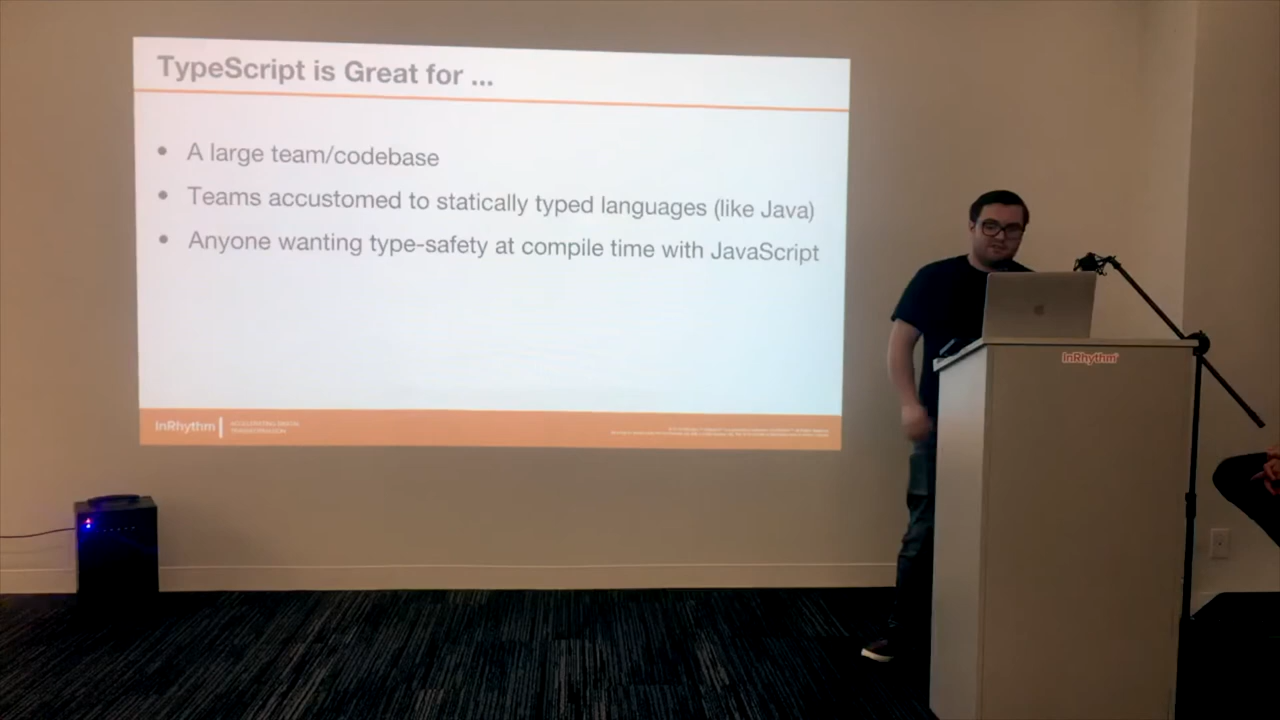 TypeScript is Great for ...
• A large team/codebase
• Teams accustomed to statically typed languages (like Java)
• Anyone wanting type-safety at compile time with JavaScript
InRhythm
InRhythm